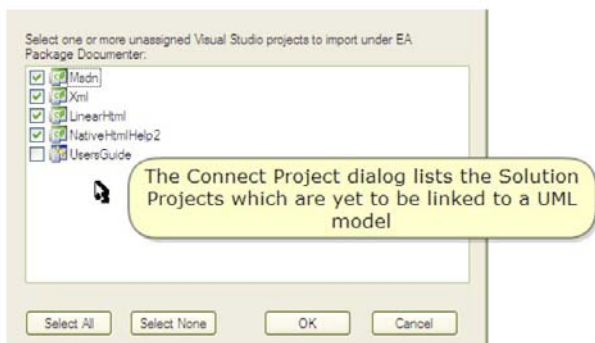 Select one or more unassigned Visual Studio projects to import under EA
Package Documenter:
Msdn
Xml
LinearHtml
NativeHtmlHelp2
UsersGuide
The Connect Project dialog lists the Solution
Projects which are yet to be linked to a UML
model
Select All Select None OK Cancel